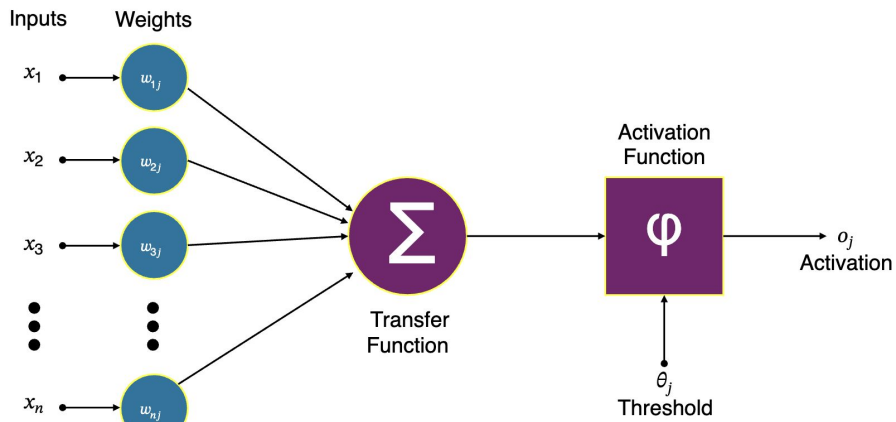 Inputs Weights
x₁ w₁ⱼ
x₂ w₂ⱼ
x₃ w₃ⱼ
xₙ wₙⱼ
Σ
Transfer
Function
Activation
Function
φ
oⱼ
Activation
θⱼ
Threshold